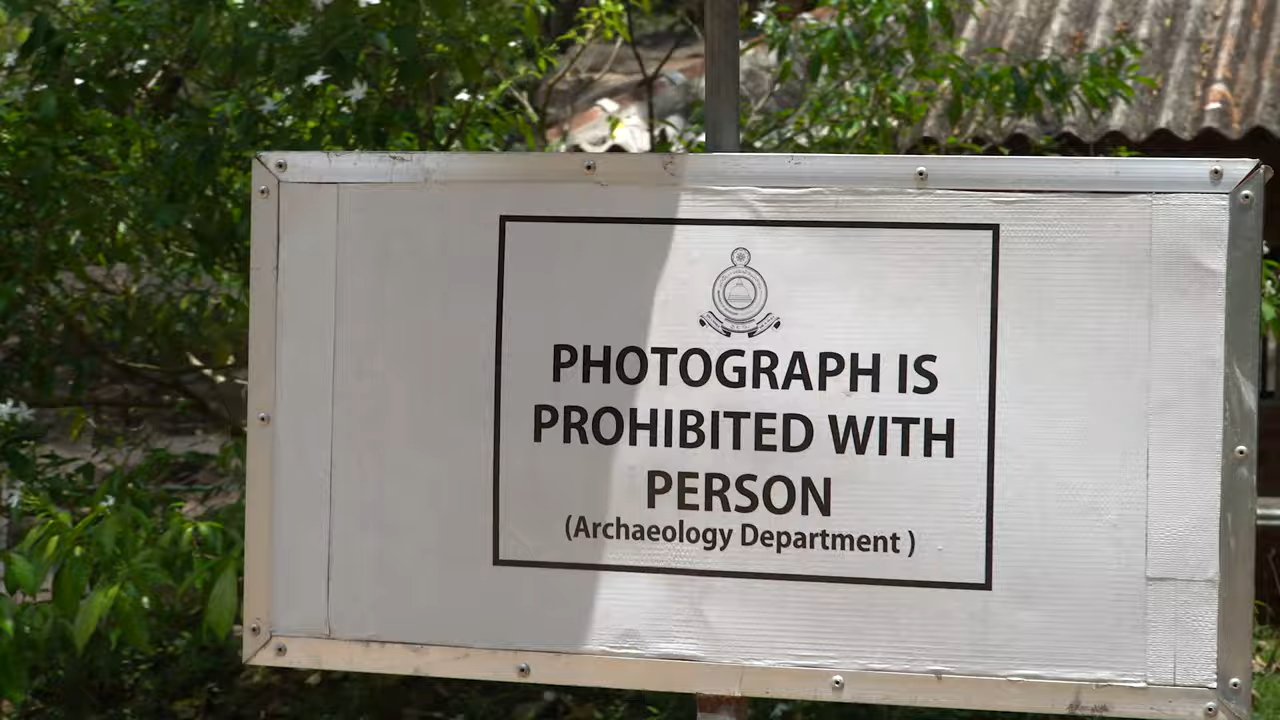 PHOTOGRAPH IS
PROHIBITED WITH
PERSON
(Archaeology Department )